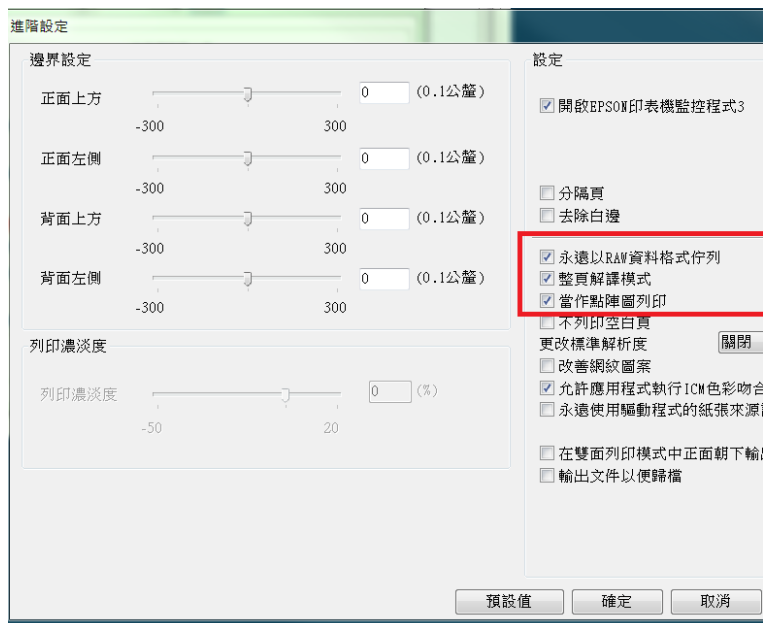 進階設定
邊界設定
正面上方 0 (0.1公釐)
-300 300
正面左側 0 (0.1公釐)
-300 300
背面上方 0 (0.1公釐)
-300 300
背面左側 0 (0.1公釐)
-300 300
列印濃淡度
列印濃淡度 0 (%)
-50 20
設定
開啟EPSON印表機監控程式3
分隔頁
去除白邊
永遠以RAW資料格式佇列
整頁解譯模式
當作點陣圖列印
不列印空白頁
更改標準解析度 關閉
改善網紋圖案
允許應用程式執行ICM色彩吻合
永遠使用驅動程式的紙張來源
在雙面列印模式中正面朝下輸
輸出文件以便歸檔
預設值 確定 取消